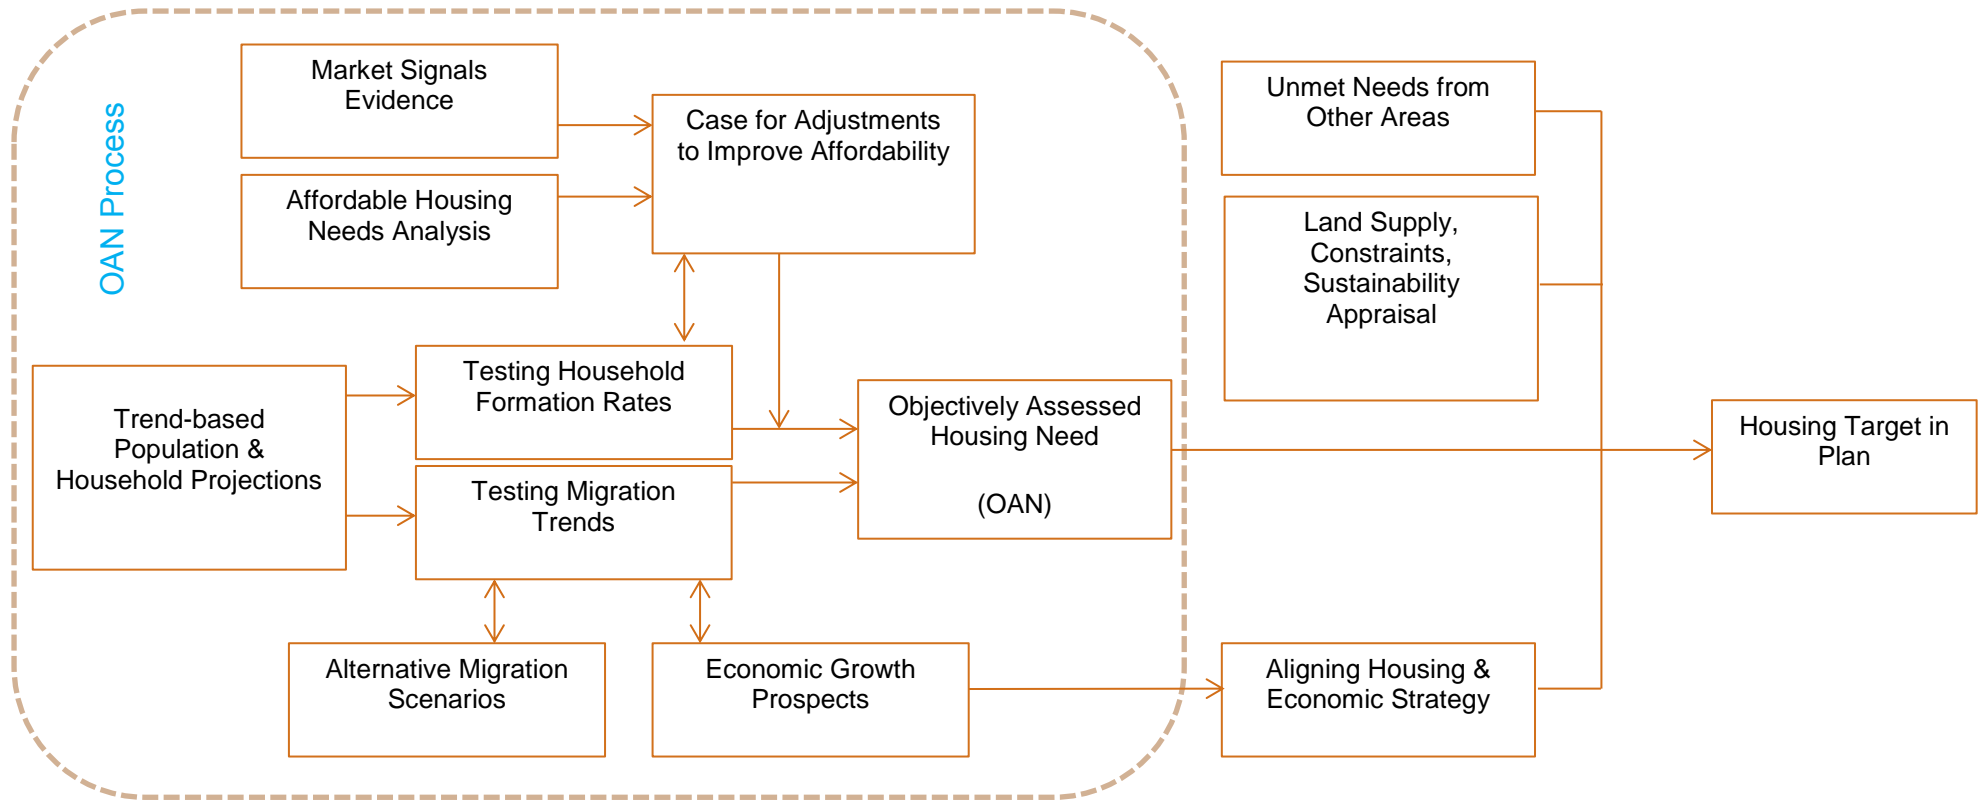 OAN Process
Market Signals
Evidence
Affordable Housing
Needs Analysis
Case for Adjustments
to Improve Affordability
Trend-based
Population &
Household Projections
Testing Household
Formation Rates
Testing Migration
Trends
Alternative Migration
Scenarios
Economic Growth
Prospects
Objectively Assessed
Housing Need
(OAN)
Unmet Needs from
Other Areas
Land Supply,
Constraints,
Sustainability
Appraisal
Aligning Housing &
Economic Strategy
Housing Target in
Plan